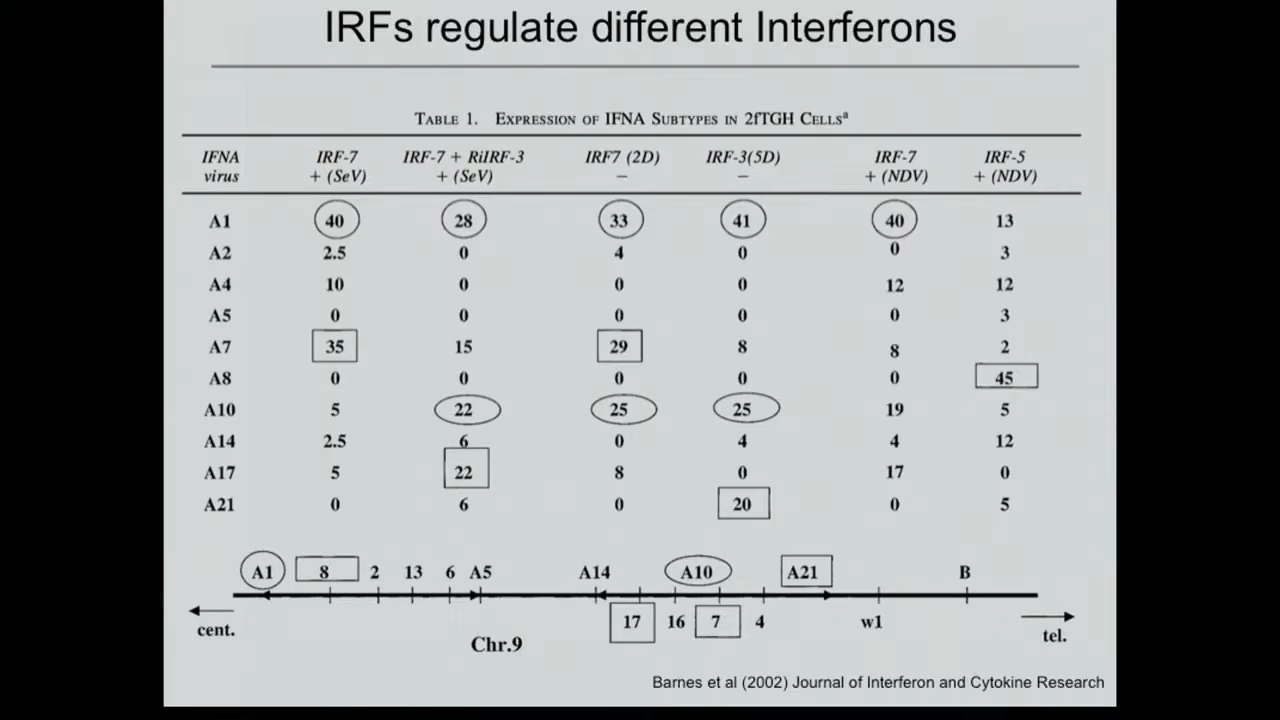 IRFs regulate different Interferons
TABLE 1. EXPRESSION OF IFNA SUBTYPES IN 2fTGH CELLSa
IFNA virus IRF-7 + (SeV) IRF-7 + RiIRF-3 + (SeV) IRF7 (2D) – IRF-3(5D) – IRF-7 + (NDV) IRF-5 + (NDV)
A1 40 28 33 41 40 13
A2 2.5 0 4 0 0 3
A4 10 0 0 0 12 12
A5 0 0 0 0 0 3
A7 35 15 29 8 8 2
A8 0 0 0 0 0 45
A10 5 22 25 25 19 5
A14 2.5 6 0 4 4 12
A17 5 22 8 0 17 0
A21 0 6 0 20 0 5
A1 8 2 13 6 A5 A14 A10 A21 B
cent. 17 16 7 4 w1 tel.
Chr.9
Barnes et al (2002) Journal of Interferon and Cytokine Research